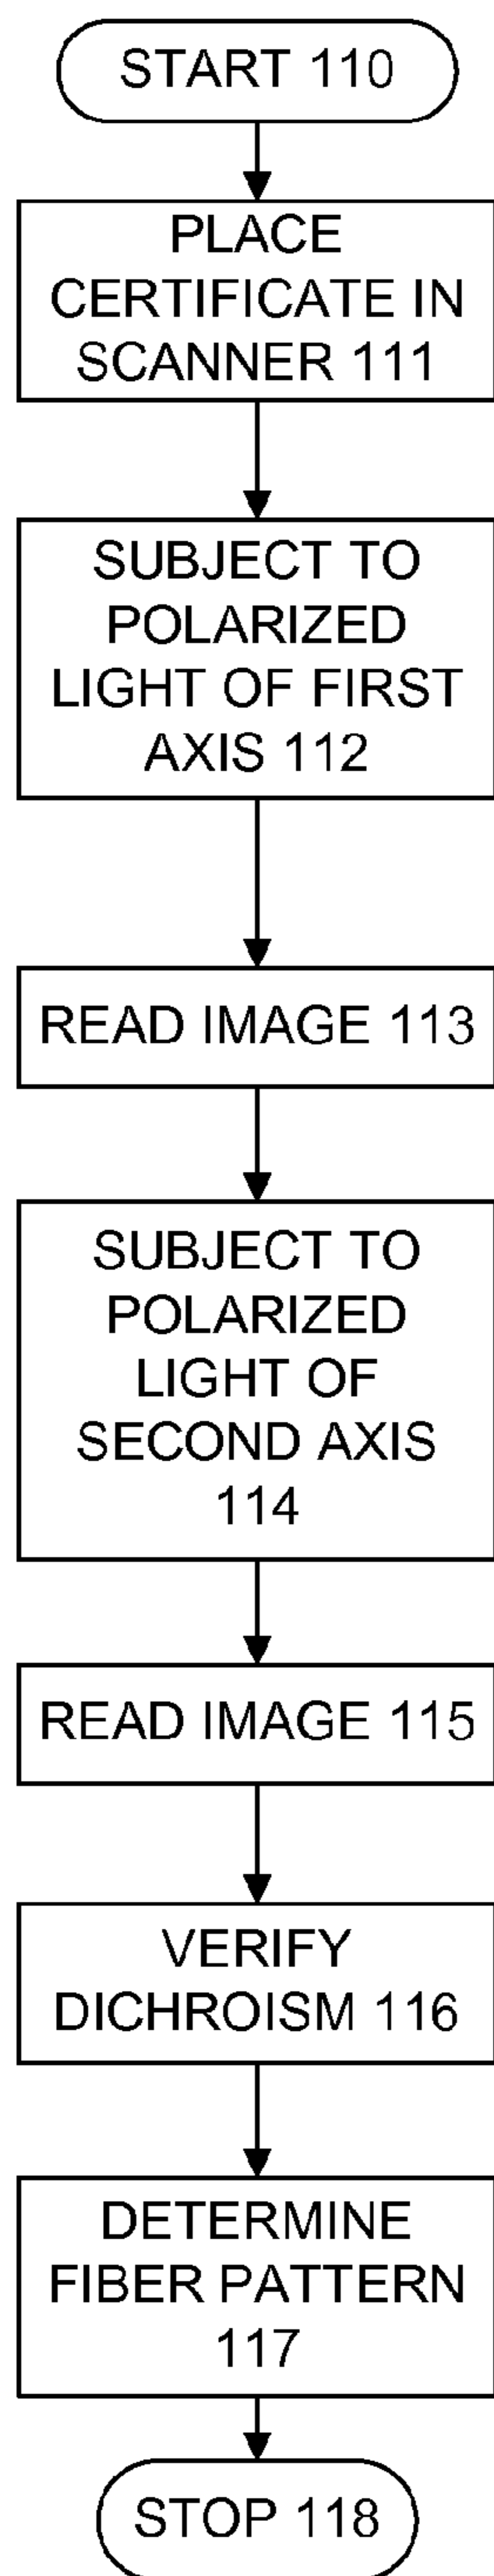 START 110
PLACE
CERTIFICATE IN
SCANNER 111
SUBJECT TO
POLARIZED
LIGHT OF FIRST
AXIS 112
READ IMAGE 113
SUBJECT TO
POLARIZED
LIGHT OF
SECOND AXIS
114
READ IMAGE 115
VERIFY
DICHROISM 116
DETERMINE
FIBER PATTERN
117
STOP 118